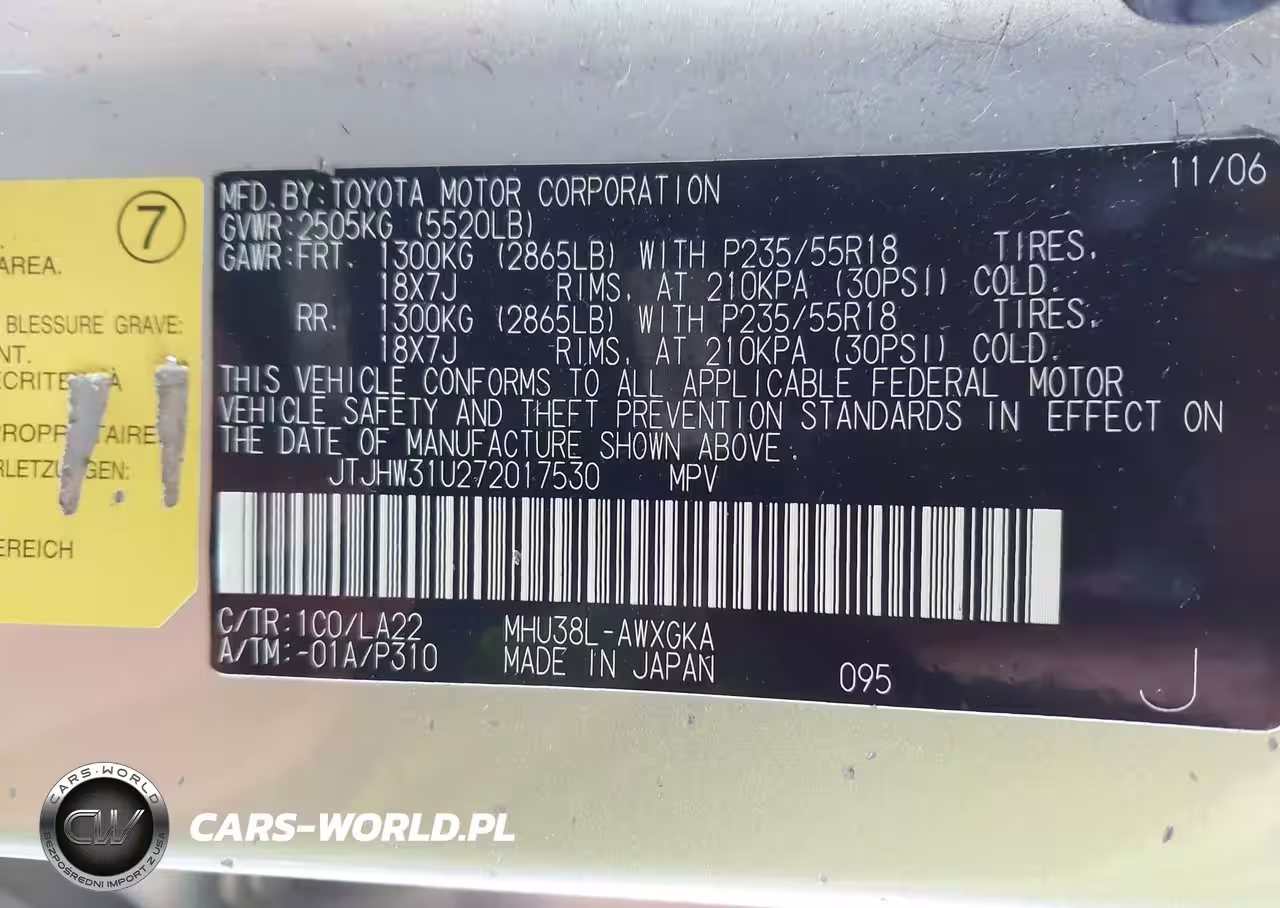 7
AREA.
BLESSURE GRAVE:
NT.
À
RLETZU GEN:
EREICH
11/06
MFD. BY: TOYOTA MOTOR CORPORATION
GVWR: 2505KG (5520LB)
GAWR: FRT. 1300KG (2865LB) WITH P235/55R18 TIRES,
18X7J RIMS, AT 210KPA (30PSI) COLD.
RR. 1300KG (2865LB) WITH P235/55R18 TIRES,
18X7J RIMS, AT 210KPA (30PSI) COLD.
THIS VEHICLE CONFORMS TO ALL APPLICABLE FEDERAL MOTOR
VEHICLE SAFETY AND THEFT PREVENTION STANDARDS IN EFFECT ON
THE DATE OF MANUFACTURE SHOWN ABOVE.
JTJHW31U272017530 MPV
C/TR: 1C0/LA22 MHU38L-AWXGKA
A/TM: -01A/P310 MADE IN JAPAN
095
J
CARS-WORLD
CW
BEZPOŚREDNI IMPORT Z USA
CARS-WORLD.PL